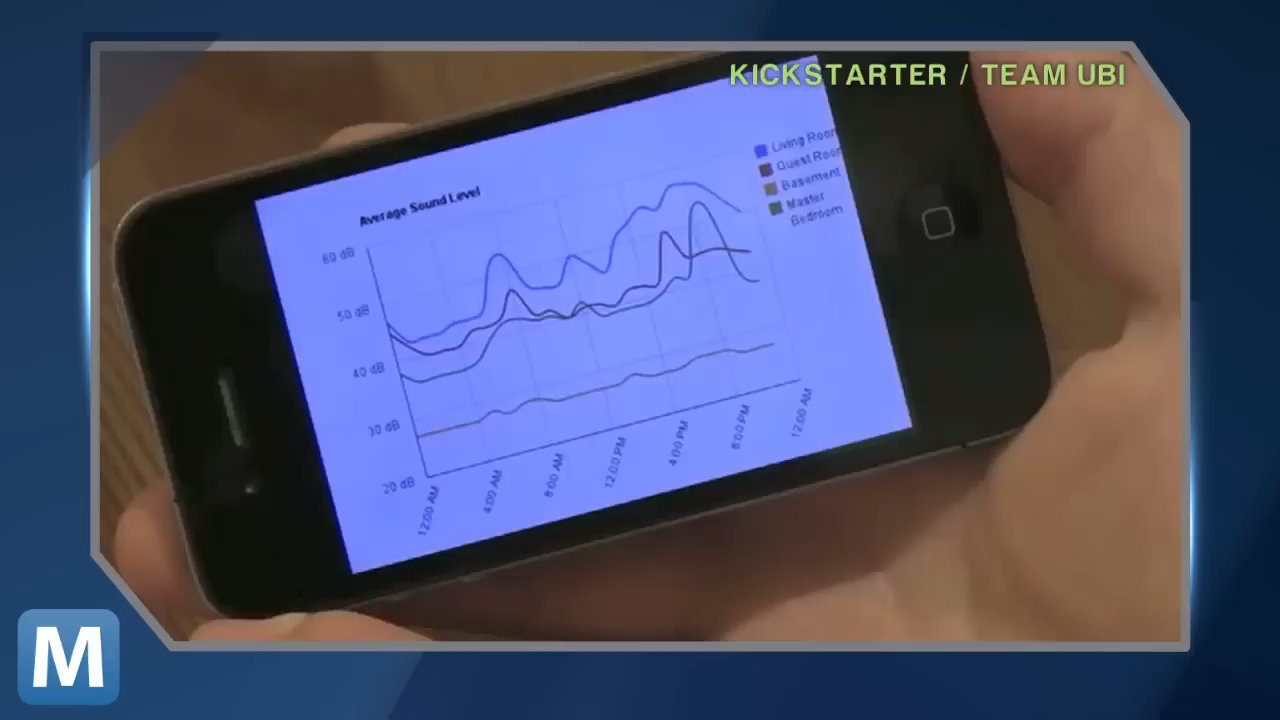 KICKSTARTER / TEAM UBI
Average Sound Level
Living Room
Guest Room
Basement
Master
Bedroom
60 dB
50 dB
40 dB
30 dB
20 dB
12:00 AM
4:00 AM
8:00 AM
12:00 PM
4:00 PM
8:00 PM
12:00 AM
M